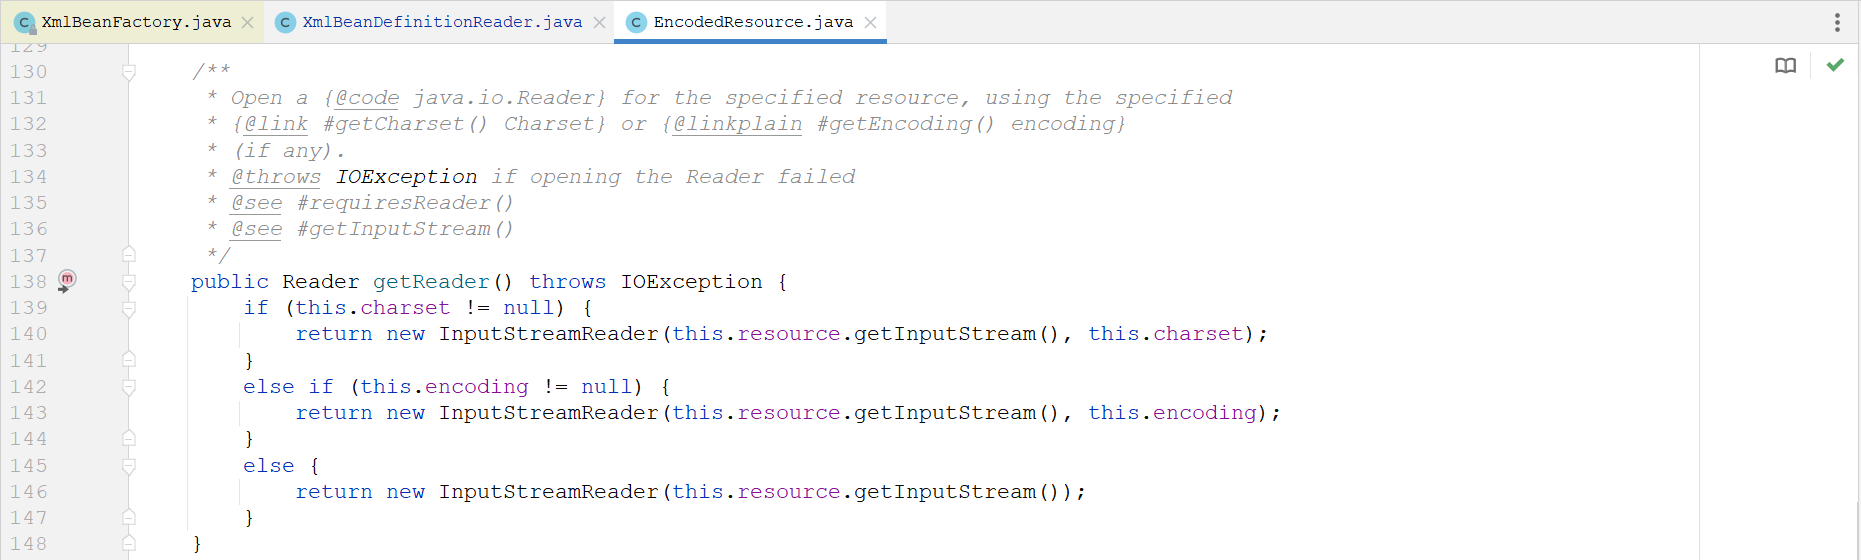 XmlBeanFactory.java XmlBeanDefinitionReader.java EncodedResource.java
129
130 /**
131 * Open a {@code java.io.Reader} for the specified resource, using the specified
132 * {@link #getCharset() Charset} or {@linkplain #getEncoding() encoding}
133 * (if any).
134 * @throws IOException if opening the Reader failed
135 * @see #requiresReader()
136 * @see #getInputStream()
137 */
138 public Reader getReader() throws IOException {
139 if (this.charset != null) {
140 return new InputStreamReader(this.resource.getInputStream(), this.charset);
141 }
142 else if (this.encoding != null) {
143 return new InputStreamReader(this.resource.getInputStream(), this.encoding);
144 }
145 else {
146 return new InputStreamReader(this.resource.getInputStream());
147 }
148 }